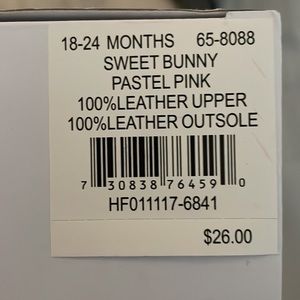 18-24 MONTHS 65-8088
SWEET BUNNY
PASTEL PINK
100%LEATHER UPPER
100%LEATHER OUTSOLE
7 30838 76459 0
HF011117-6841
$26.00